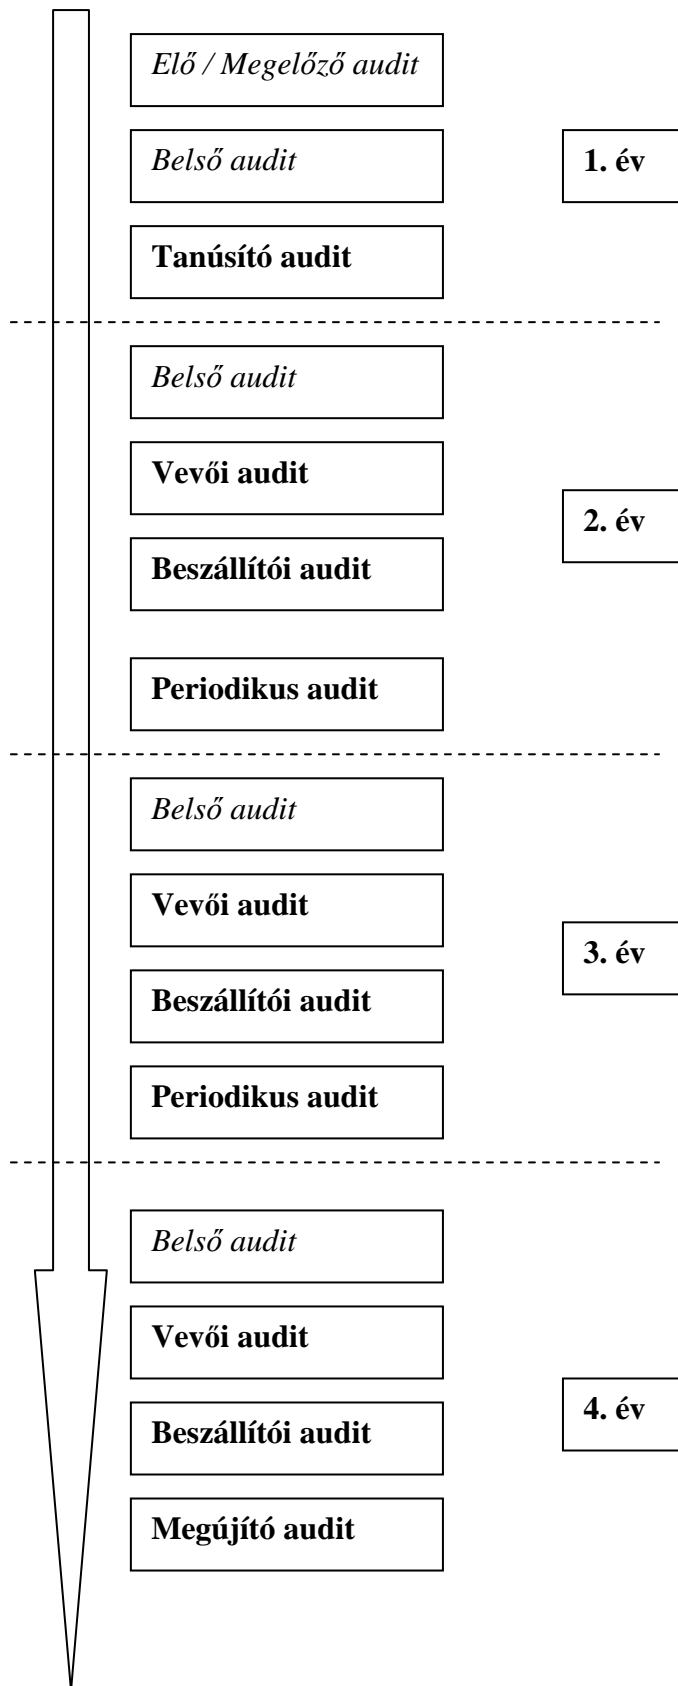 Elő / Megelőző audit
Belső audit
1. év
Tanúsító audit
Belső audit
Vevői audit
2. év
Beszállítói audit
Periodikus audit
Belső audit
Vevői audit
3. év
Beszállítói audit
Periodikus audit
Belső audit
Vevői audit
4. év
Beszállítói audit
Megújító audit